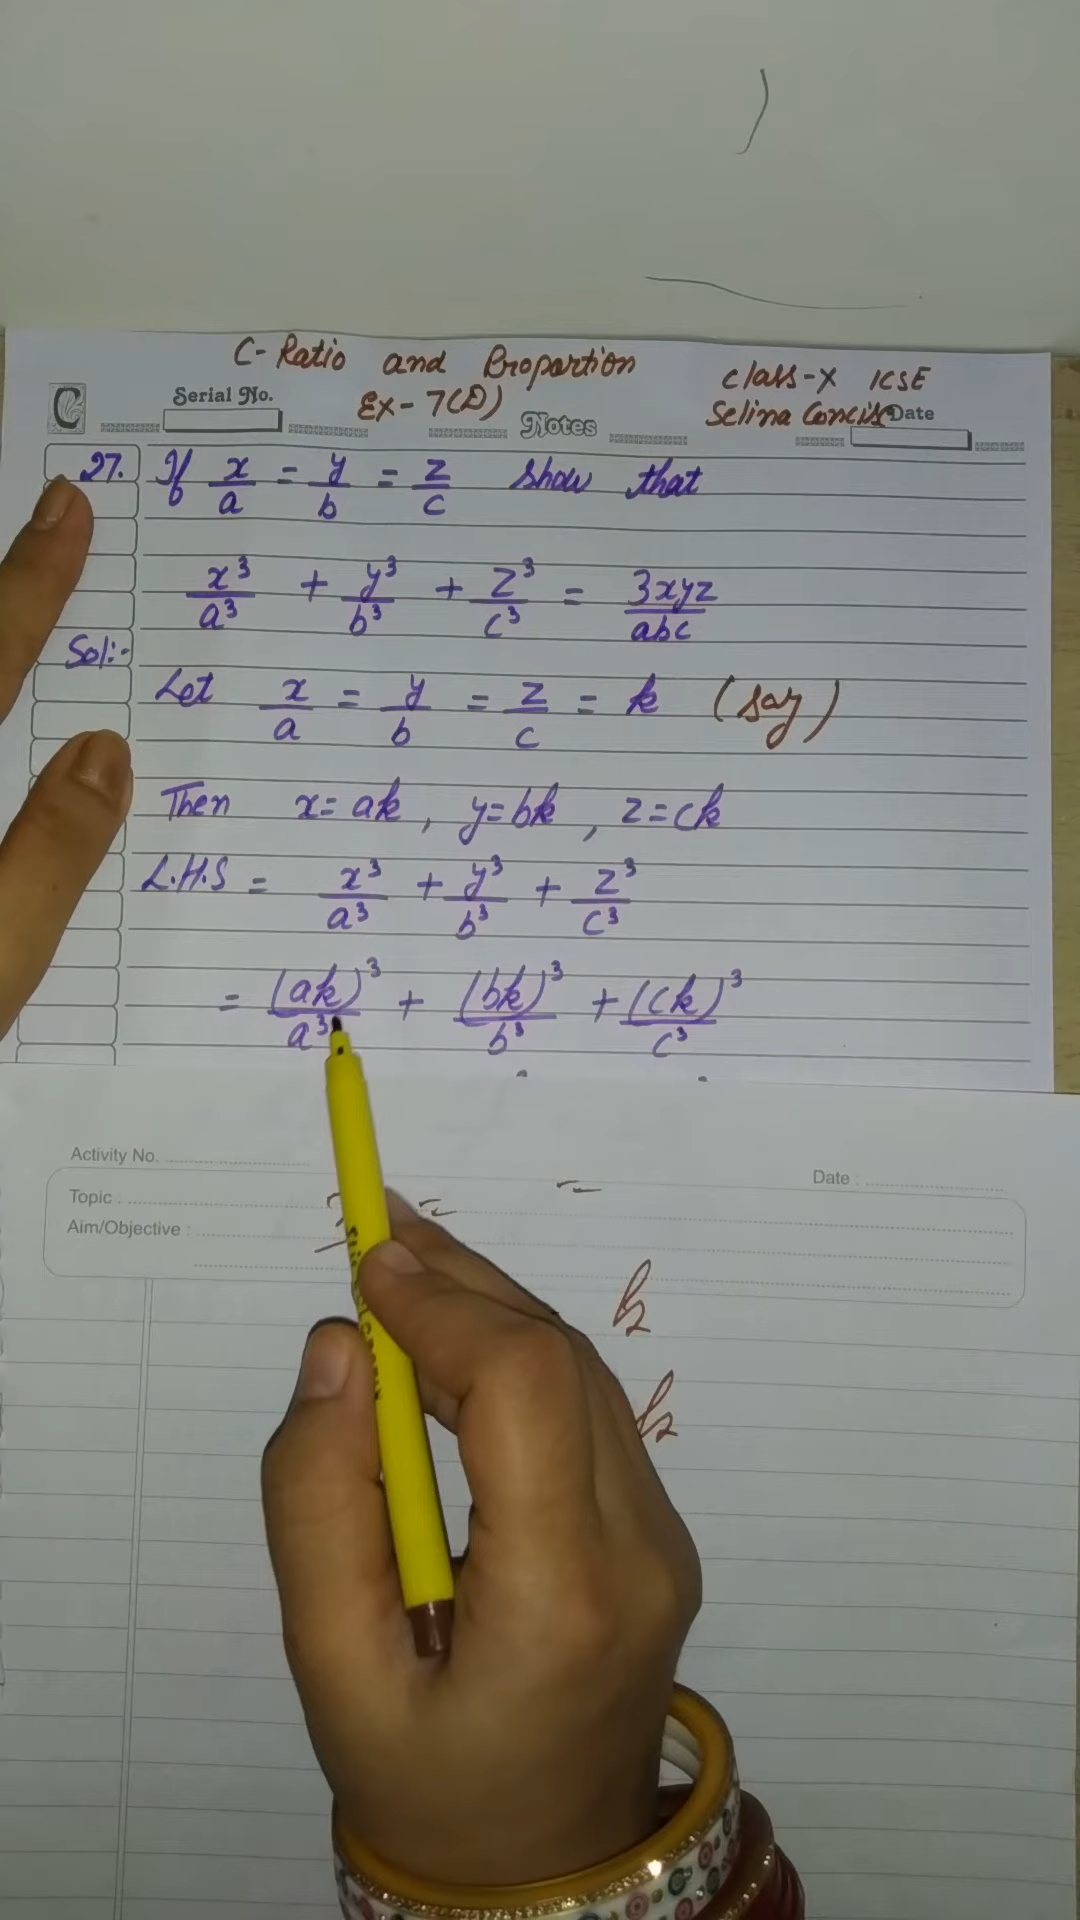 C- Ratio and Proportion
Class-X ICSE
Serial No.
Ex- 7(D)
Notes
Selina Concise
Date
C
27. If x/a = y/b = z/c show that
x³/a³ + y³/b³ + z³/c³ = 3xyz/abc
Sol:-
Let x/a = y/b = z/c = k (say)
Then x=ak, y=bk, z=ck
L.H.S = x³/a³ + y³/b³ + z³/c³
= (ak)³/a³ + (bk)³/b³ + (ck)³/c³
Activity No.
Date :
Topic :
Aim/Objective :
k
k